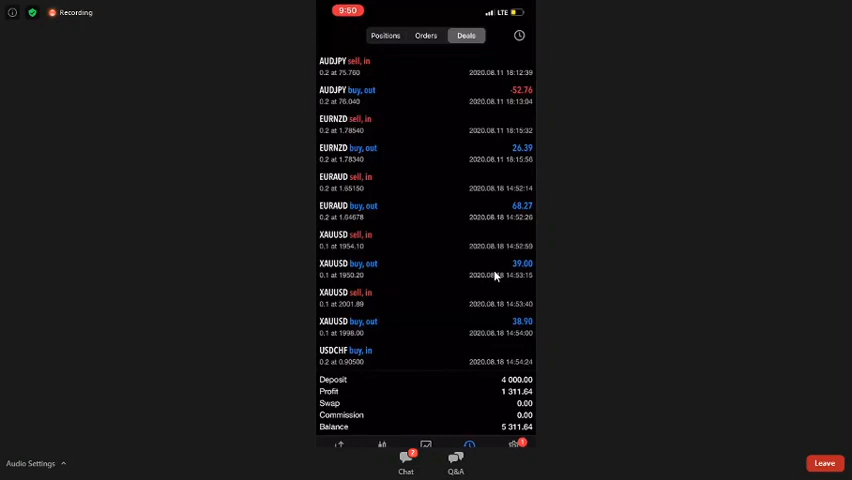 Recording
9:50
LTE
Positions Orders Deals
AUDJPY sell, in
0.2 at 75.760 2020.08.11 18:12:39
AUDJPY buy, out -52.76
0.2 at 76.040 2020.08.11 18:13:04
EURNZD sell, in
0.2 at 1.78540 2020.08.11 18:15:32
EURNZD buy, out 26.39
0.2 at 1.78340 2020.08.11 18:15:56
EURAUD sell, in
0.2 at 1.65150 2020.08.18 14:52:14
EURAUD buy, out 68.27
0.2 at 1.64678 2020.08.18 14:52:26
XAUUSD sell, in
0.1 at 1954.10 2020.08.18 14:52:59
XAUUSD buy, out 39.00
0.1 at 1950.20 2020.08.18 14:53:15
XAUUSD sell, in
0.1 at 2001.89 2020.08.18 14:53:40
XAUUSD buy, out 38.90
0.1 at 1998.00 2020.08.18 14:54:00
USDCHF buy, in
0.2 at 0.90500 2020.08.18 14:54:24
Deposit 4 000.00
Profit 1 311.64
Swap 0.00
Commission 0.00
Balance 5 311.64
1
2
Audio Settings Chat Q&A Leave